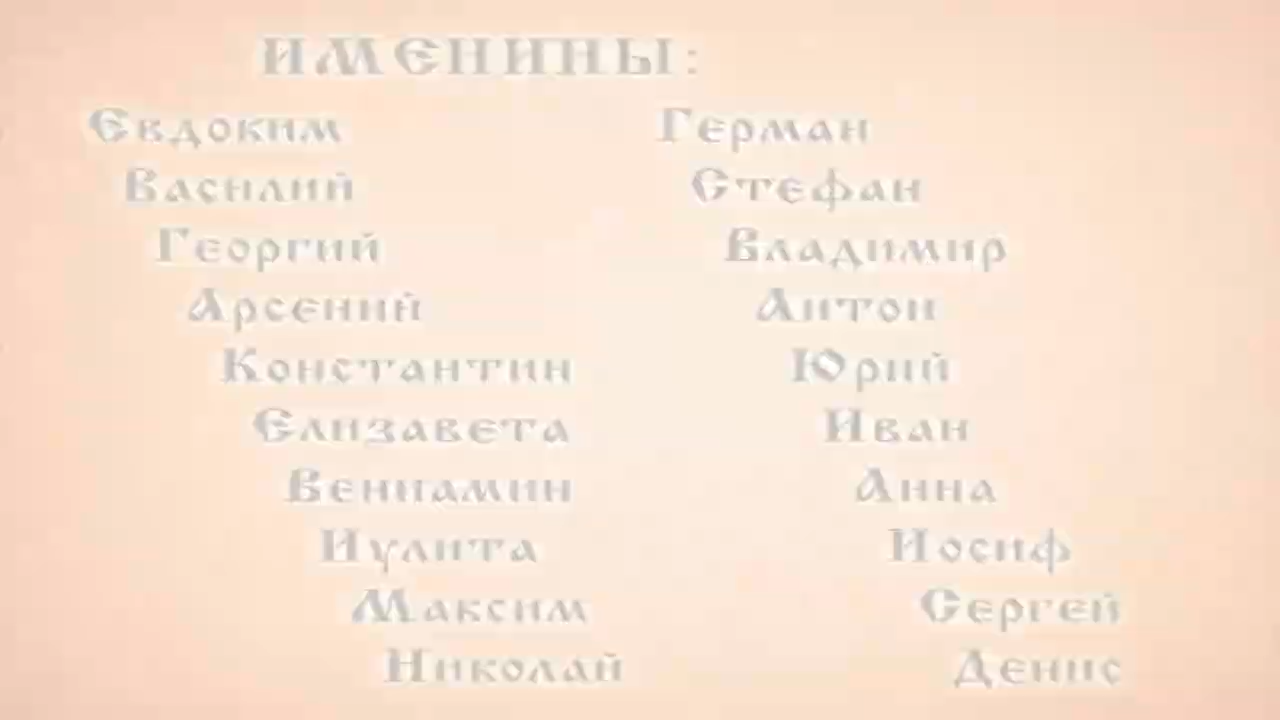 ИМЕНИНЫ:
Евдоким
Василий
Георгий
Арсений
Константин
Елизавета
Вениамин
Иулита
Максим
Николай
Герман
Стефан
Владимир
Антон
Юрий
Иван
Анна
Иосиф
Сергей
Денис